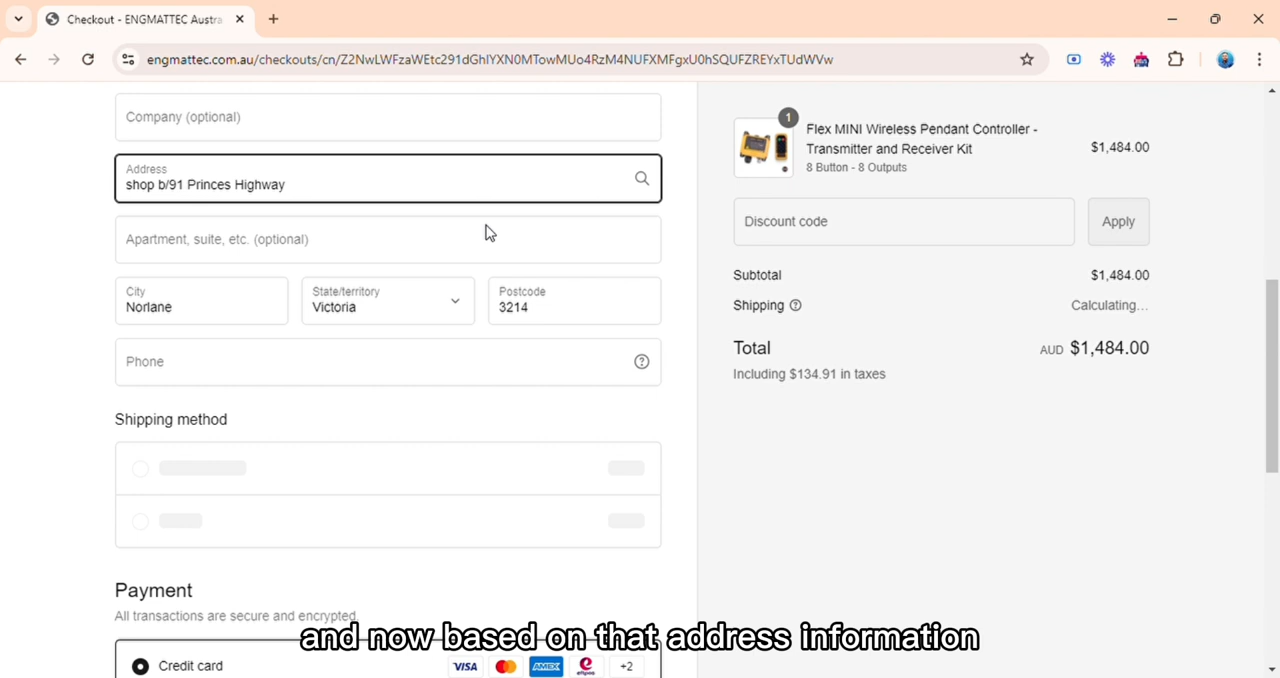 Checkout - ENGMATTEC Austra
engmattec.com.au/checkouts/cn/Z2NwLWFzaWEtc291dGhlYXN0MTowMUo4RzM4NUFXMFgxU0hSQUFZREYxTUdWVw
Company (optional)
Address
shop b/91 Princes Highway
Apartment, suite, etc. (optional)
City
Norlane
State/territory
Victoria
Postcode
3214
Phone
Shipping method
Payment
All transactions are secure and encrypted.
Credit card
VISA
AMEX
+2
1
Flex MINI Wireless Pendant Controller -
Transmitter and Receiver Kit
8 Button - 8 Outputs
$1,484.00
Discount code
Apply
Subtotal
$1,484.00
Shipping
Calculating...
Total
AUD $1,484.00
Including $134.91 in taxes
and now based on that address information